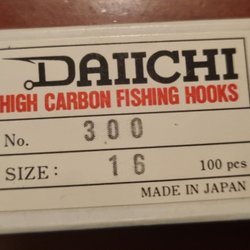 DAIICHI
HIGH CARBON FISHING HOOKS
No. 300
SIZE: 16 100 pcs
MADE IN JAPAN